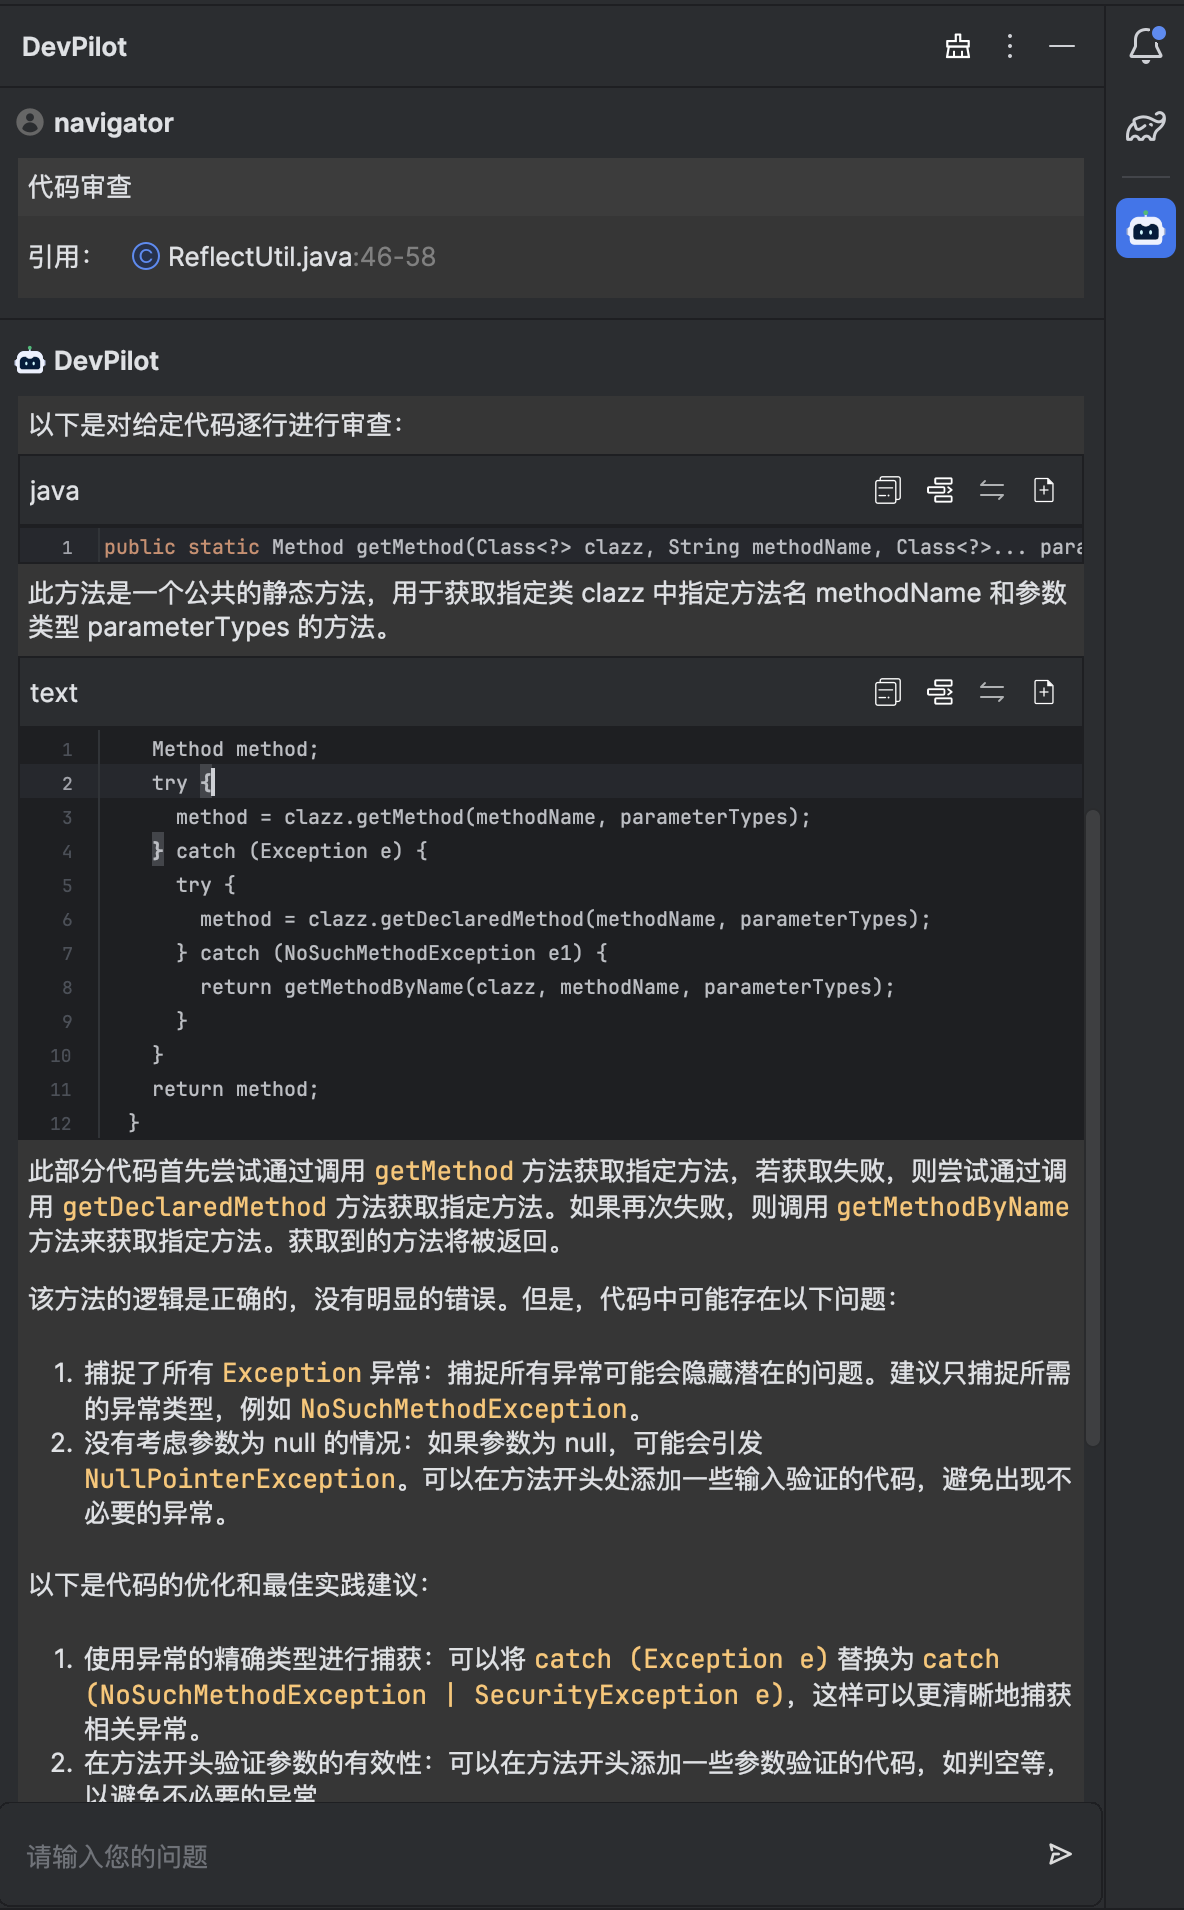 DevPilot
navigator
代码审查
引用： ReflectUtil.java:46-58
DevPilot
以下是对给定代码逐行进行审查：
java
1 public static Method getMethod(Class<?> clazz, String methodName, Class<?>... para
此方法是一个公共的静态方法，用于获取指定类 clazz 中指定方法名 methodName 和参数
类型 parameterTypes 的方法。
text
1 Method method;
2 try {
3 method = clazz.getMethod(methodName, parameterTypes);
4 } catch (Exception e) {
5 try {
6 method = clazz.getDeclaredMethod(methodName, parameterTypes);
7 } catch (NoSuchMethodException e1) {
8 return getMethodByName(clazz, methodName, parameterTypes);
9 }
10 }
11 return method;
12 }
此部分代码首先尝试通过调用 getMethod 方法获取指定方法，若获取失败，则尝试通过调
用 getDeclaredMethod 方法获取指定方法。如果再次失败，则调用 getMethodByName
方法来获取指定方法。获取到的方法将被返回。
该方法的逻辑是正确的，没有明显的错误。但是，代码中可能存在以下问题：
1. 捕捉了所有 Exception 异常：捕捉所有异常可能会隐藏潜在的问题。建议只捕捉所需
的异常类型，例如 NoSuchMethodException。
2. 没有考虑参数为 null 的情况：如果参数为 null，可能会引发
NullPointerException。可以在方法开头处添加一些输入验证的代码，避免出现不
必要的异常。
以下是代码的优化和最佳实践建议：
1. 使用异常的精确类型进行捕获：可以将 catch (Exception e) 替换为 catch
(NoSuchMethodException | SecurityException e)，这样可以更清晰地捕获
相关异常。
2. 在方法开头验证参数的有效性：可以在方法开头添加一些参数验证的代码，如判空等，
以避免不必要的异常
请输入您的问题